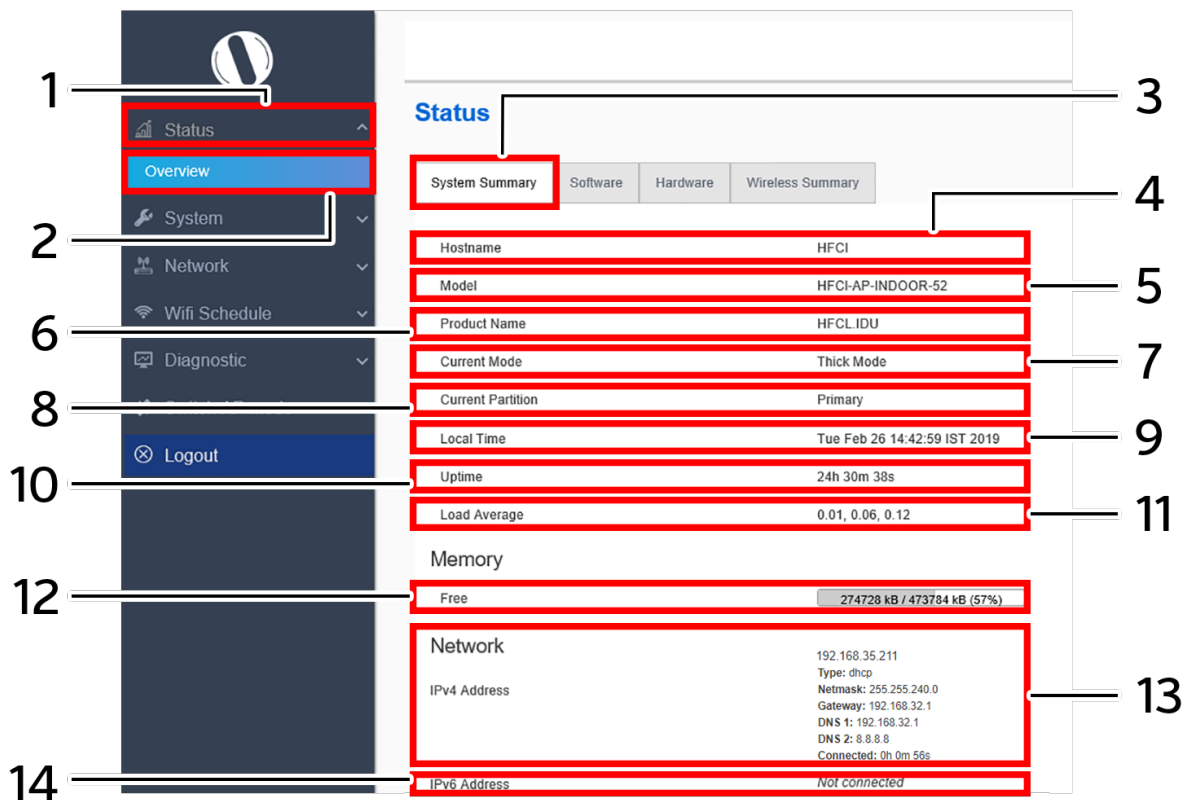 1
Status
2
Overview
System
Network
Wifi Schedule
Diagnostic
Logout
Status
3
System Summary Software Hardware Wireless Summary
4
Hostname HFCI
5
Model HFCI-AP-INDOOR-52
6
Product Name HFCL.IDU
7
Current Mode Thick Mode
8
Current Partition Primary
9
Local Time Tue Feb 26 14:42:59 IST 2019
10
Uptime 24h 30m 38s
11
Load Average 0.01, 0.06, 0.12
Memory
12
Free 274728 kB / 473784 kB (57%)
Network
13
IPv4 Address
192.168.35.211
Type: dhcp
Netmask: 255.255.240.0
Gateway: 192.168.32.1
DNS 1: 192.168.32.1
DNS 2: 8.8.8.8
Connected: 0h 0m 56s
14
IPv6 Address Not connected